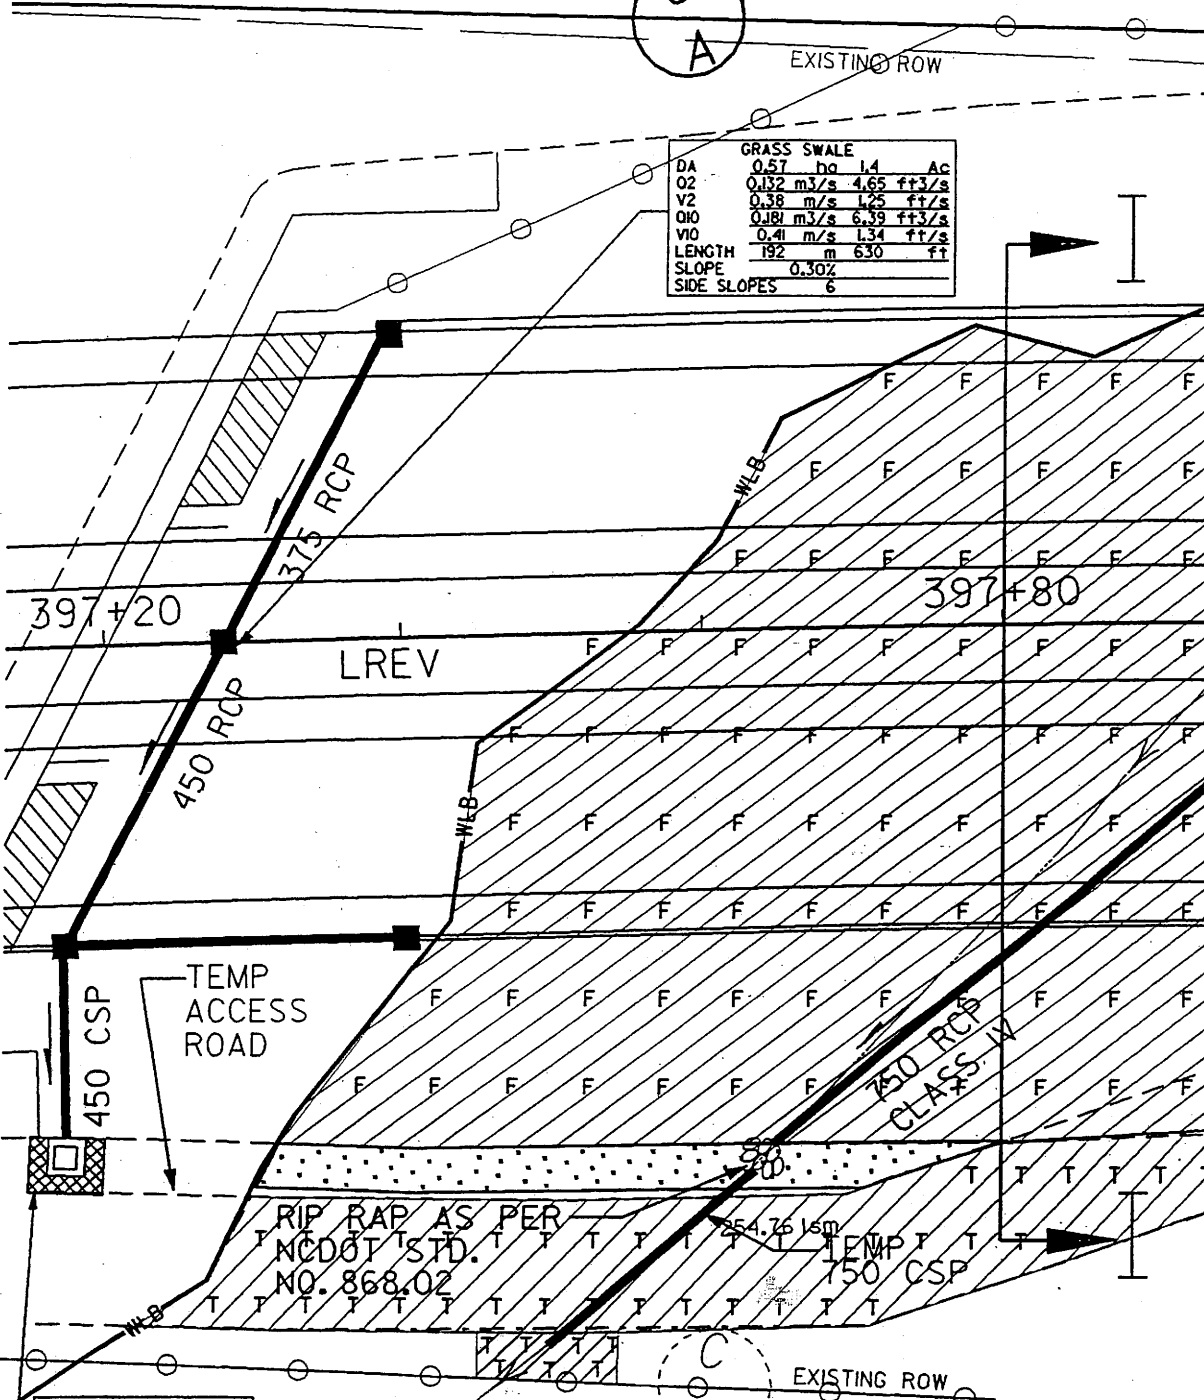 A
EXISTING ROW
GRASS SWALE
DA 0.57 ha 1.4 Ac
Q2 0.132 m3/s 4.65 ft3/s
V2 0.38 m/s 1.25 ft/s
Q10 0.181 m3/s 6.39 ft3/s
V10 0.41 m/s 1.34 ft/s
LENGTH 192 m 630 ft
SLOPE 0.30%
SIDE SLOPES 6
I
F F F F F
WLB
F F F F F F
375 RCP
F F F F F F F
397+20
397+80
LREV
F F F F F F F F F
450 RCP
F F F F F F F F F F
WLB
F F F F F F F F F F
F F F F F F F F F F
TEMP
ACCESS
ROAD
450 CSP
F F F F F F F F F F F
750 RCP
CLASS IV
F F F F F F F F F F F F
T T T T
RIP RAP AS PER
NCDOT STD.
NO. 868.02
254.76 lsm
TEMP
750 CSP
I
T T T T T T T T T T T
T T T T T T T T T T
WLB
T T T T
T T T
C
EXISTING ROW